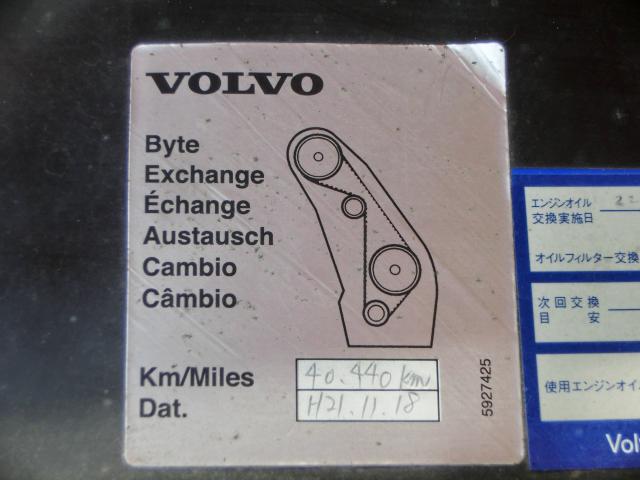 VOLVO
Byte
Exchange
Échange
Austausch
Cambio
Câmbio
Km/Miles 40.440 km
Dat. H21.11.18
5927425
エンジンオイル
交換実施日
オイルフィルター交換
次回交換
目安
使用エンジンオイ